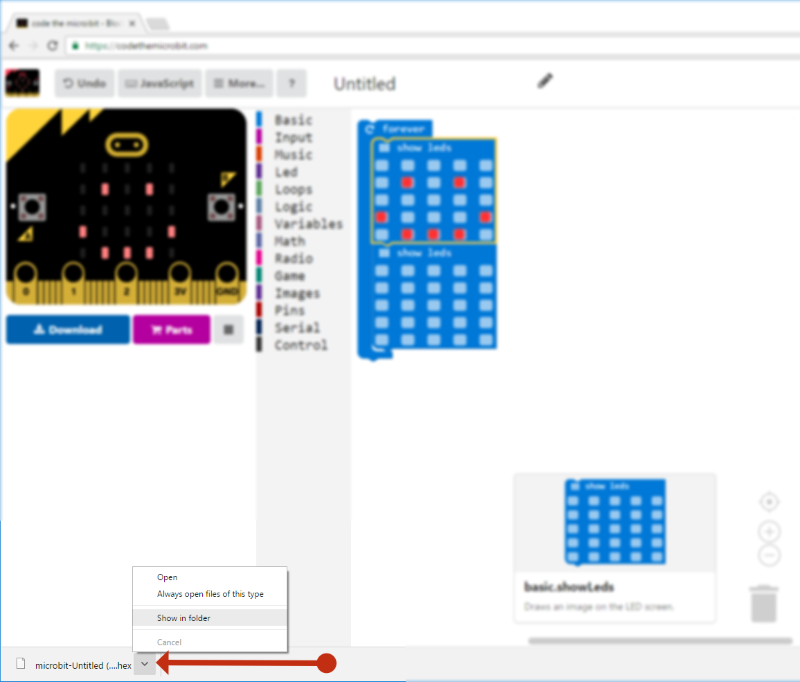 code the microbit - Blo
https://codethemicrobit.com
Undo
JavaScript
More...
?
Untitled
forever
show leds
show leds
0 1 2 3V GND
Download
Parts
Basic
Input
Music
Led
Loops
Logic
Variables
Math
Radio
Game
Images
Pins
Serial
Control
show leds
basic.showLeds
Draws an image on the LED screen.
Open
Always open files of this type
Show in folder
Cancel
microbit-Untitled (....hex